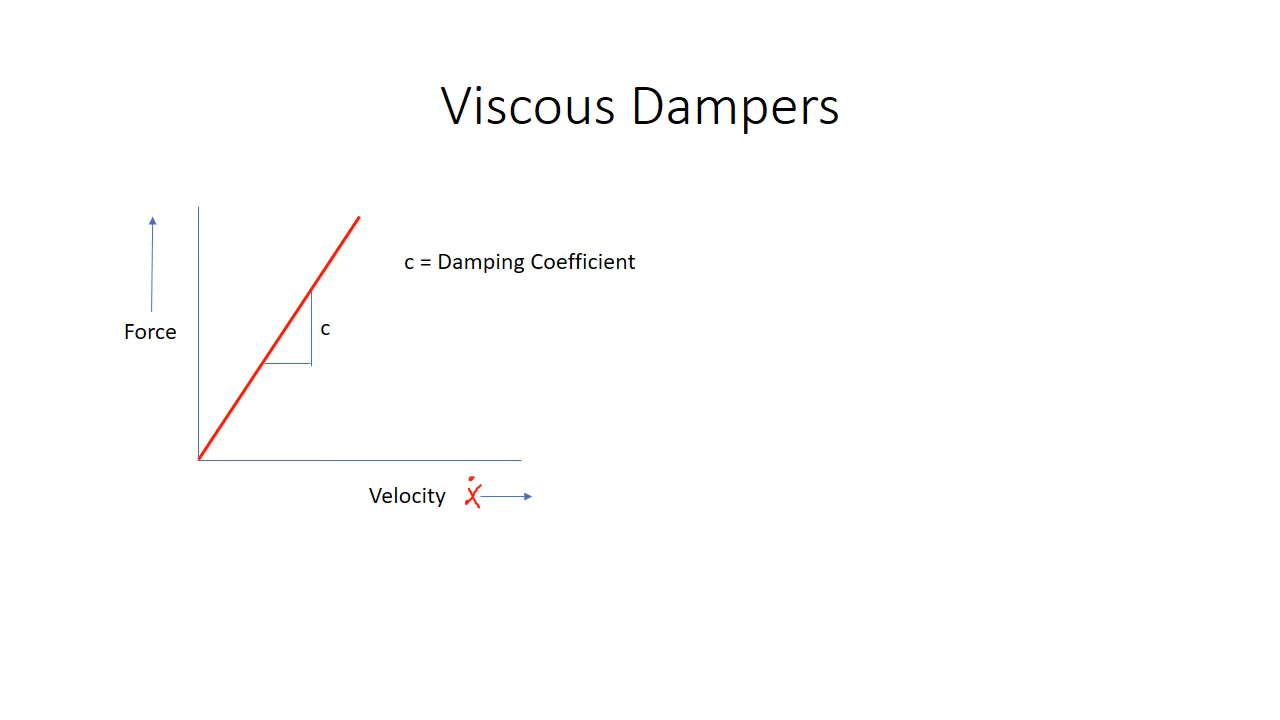 Viscous Dampers
c = Damping Coefficient
c
Force
Velocity ẋ